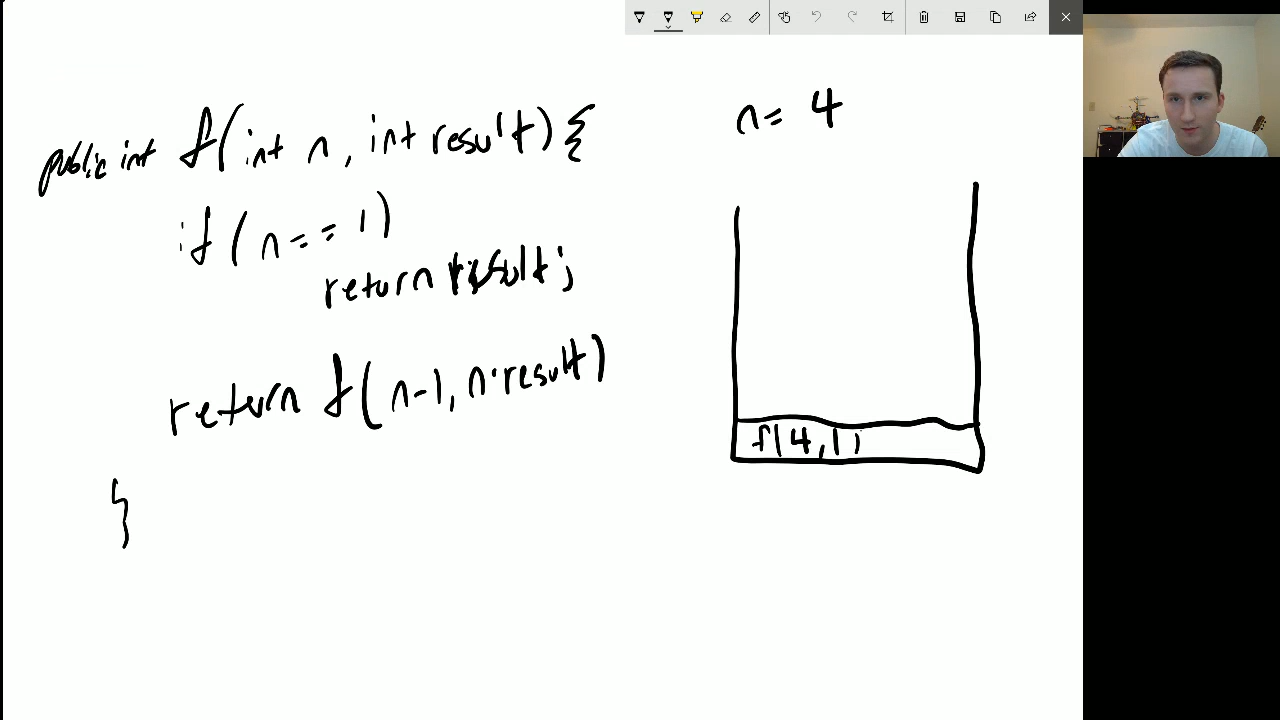 public int f(int n, int result){
if(n==1)
return result;
return f(n-1, n·result)
}
n= 4
f(4,1)